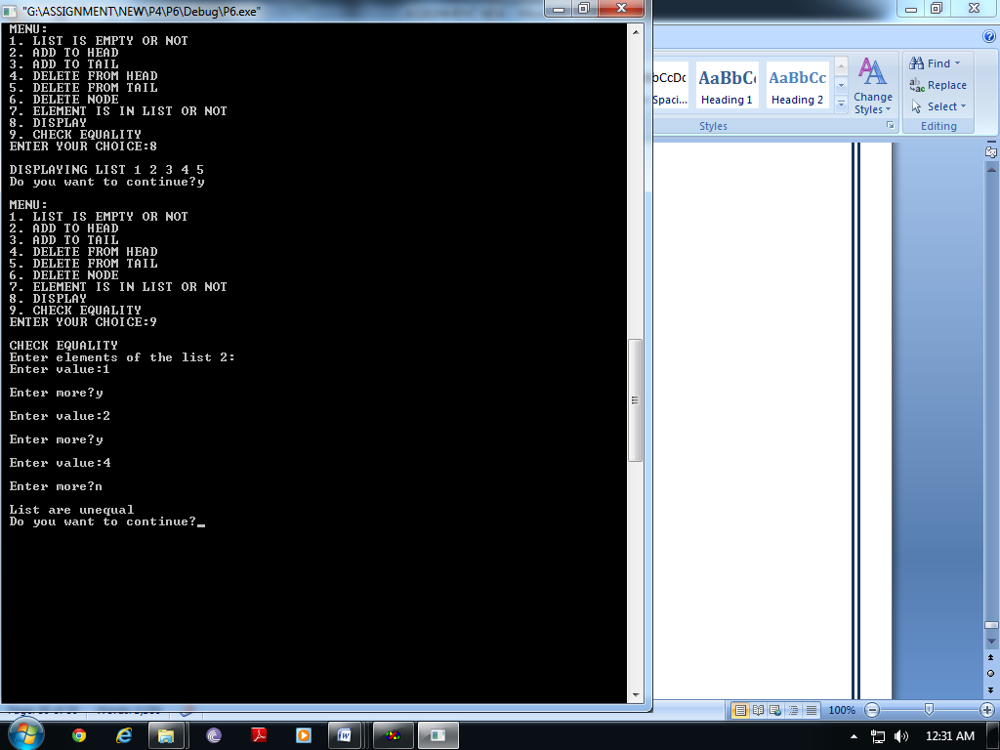 "G:\ASSIGNMENT\NEW\P4\P6\Debug\P6.exe"
MENU:
1. LIST IS EMPTY OR NOT
2. ADD TO HEAD
3. ADD TO TAIL
4. DELETE FROM HEAD
5. DELETE FROM TAIL
6. DELETE NODE
7. ELEMENT IS IN LIST OR NOT
8. DISPLAY
9. CHECK EQUALITY
ENTER YOUR CHOICE:8
DISPLAYING LIST 1 2 3 4 5
Do you want to continue?y
MENU:
1. LIST IS EMPTY OR NOT
2. ADD TO HEAD
3. ADD TO TAIL
4. DELETE FROM HEAD
5. DELETE FROM TAIL
6. DELETE NODE
7. ELEMENT IS IN LIST OR NOT
8. DISPLAY
9. CHECK EQUALITY
ENTER YOUR CHOICE:9
CHECK EQUALITY
Enter elements of the list 2:
Enter value:1
Enter more?y
Enter value:2
Enter more?y
Enter value:4
Enter more?n
List are unequal
Do you want to continue?_
bCcDc AaBbC AaBbCc
Spaci... Heading 1 Heading 2
Change
Styles
Styles
Find
Replace
Select
Editing
100%
12:31 AM